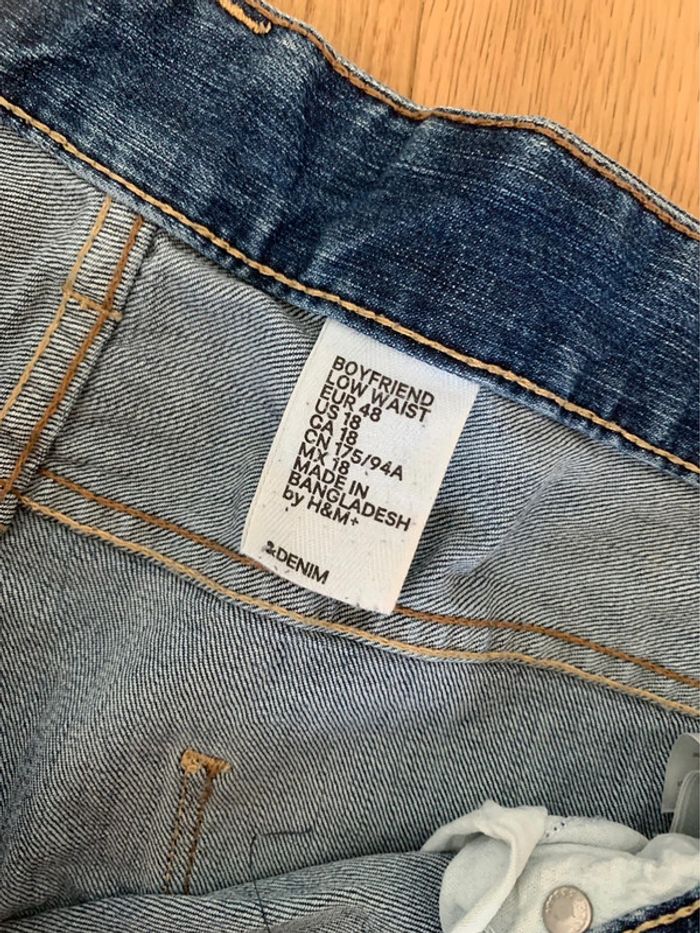 BOYFRIEND
LOW WAIST
EUR 48
US 18
CA 18
CN 175/94A
MX 18
MADE IN
BANGLADESH
by H&M+
&DENIM